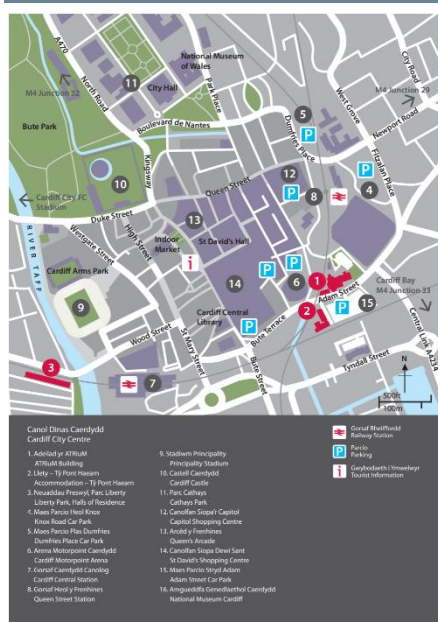 A470
National Museum
of Wales
City Road
North Road
11
City Hall
Park Place
M4 Junction 32
5
West Grove
M4 Junction 29
Bute Park
Boulevard de Nantes
Dumfries Place
P
Newport Road
Kingsway
12
P
Fitzalan Place
10
Queen Street
P
8
4
Cardiff City FC
Stadium
Duke Street
13
High Street
Indoor
Market
St David's Hall
Westgate Street
i
RIVER TAFF
Cardiff Arms Park
P
P
1
Cardiff Bay
M4 Junction 33
14
6
Adam Street
9
2
P
15
Cardiff Central
Library
P
Bute Terrace
Wood Street
St Mary Street
Bute Street
Tyndall Street
Central Link A4234
3
7
N
500ft
100m
Canol Dinas Caerdydd
Cardiff City Centre
1. Adeilad yr ATRiuM
ATRiuM Building
2. Llety – Tŷ Pont Haearn
Accommodation – Tŷ Pont Haearn
3. Neuaddau Preswyl, Parc Liberty
Liberty Park, Halls of Residence
4. Maes Parcio Heol Knox
Knox Road Car Park
5. Maes Parcio Plas Dumfries
Dumfries Place Car Park
6. Arena Motorpoint Caerdydd
Cardiff Motorpoint Arena
7. Gorsaf Caerdydd Canolog
Cardiff Central Station
8. Gorsaf Heol y Frenhines
Queen Street Station
9. Stadiwm Principality
Principality Stadium
10. Castell Caerdydd
Cardiff Castle
11. Parc Cathays
Cathays Park
12. Canolfan Siopa'r Capitol
Capitol Shopping Centre
13. Arcêd y Frenhines
Queen's Arcade
14. Canolfan Siopa Dewi Sant
St David's Shopping Centre
15. Maes Parcio Stryd Adam
Adam Street Car Park
16. Amgueddfa Genedlaethol Caerdydd
National Museum Cardiff
Gorsaf Rheilffordd
Railway Station
P
Parcio
Parking
i
Gwybodaeth i Ymwelwyr
Tourist Information